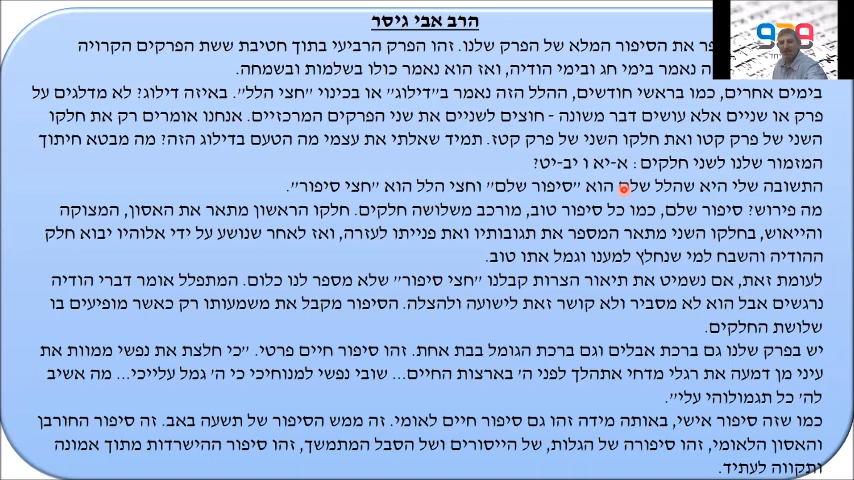 הרב אבי גיסר
את הסיפור המלא של הפרק שלנו. זהו הפרק הרביעי בתוך חטיבת ששת הפרקים הקרויה
נאמר בימי חג ובימי הודיה, ואז הוא נאמר כולו בשלמות ובשמחה.
בימים אחרים, כמו בראשי חודשים, ההלל הזה נאמר ב"דילוג" או בכינוי "חצי הלל". באיזה דילוג? לא מדלגים על
פרק או שניים אלא עושים דבר משונה - חוצים לשניים את שני הפרקים המרכזיים. אנחנו אומרים רק את חלקו
השני של פרק קטו ואת חלקו השני של פרק קטז. תמיד שאלתי את עצמי מה הטעם בדילוג הזה? מה מבטא חיתוך
המזמור שלנו לשני חלקים: א-יא ו יב-יט?
התשובה שלי היא שהלל שלם הוא "סיפור שלם" וחצי הלל הוא "חצי סיפור".
מה פירוש? סיפור שלם, כמו כל סיפור טוב, מורכב משלושה חלקים. חלקו הראשון מתאר את האסון, המצוקה
והייאוש, בחלקו השני מתאר המספר את תגובותיו ואת פנייתו לעזרה, ואז לאחר שנושע על ידי אלוהיו יבוא חלק
ההודיה והשבח למי שנחלץ למענו וגמל אתו טוב.
לעומת זאת, אם נשמיט את תיאור הצרות קבלנו "חצי סיפור" שלא מספר לנו כלום. המתפלל אומר דברי הודיה
נרגשים אבל הוא לא מסביר ולא קושר זאת לישועה ולהצלה. הסיפור מקבל את משמעותו רק כאשר מופיעים בו
שלושת החלקים.
יש בפרק שלנו גם ברכת אבלים וגם ברכת הגומל בבת אחת. זהו סיפור חיים פרטי. "כי חלצת את נפשי ממוות את
עיני מן דמעה את רגלי מדחי אתהלך לפני ה' בארצות החיים... שובי נפשי למנוחיכי כי ה' גמל עלייכי... מה אשיב
לה' כל תגמולוהי עלי".
כמו שזה סיפור אישי, באותה מידה זהו גם סיפור חיים לאומי. זה ממש הסיפור של תשעה באב. זה סיפור החורבן
והאסון הלאומי, זהו סיפורה של הגלות, של הייסורים ושל הסבל המתמשך, זהו סיפור ההישרדות מתוך אמונה
ותקווה לעתיד.